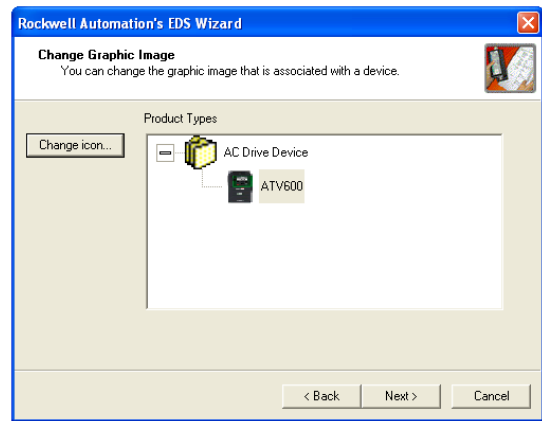 Rockwell Automation's EDS Wizard
Change Graphic Image
You can change the graphic image that is associated with a device.
Product Types
Change icon...
AC Drive Device
ATV600
< Back
Next >
Cancel